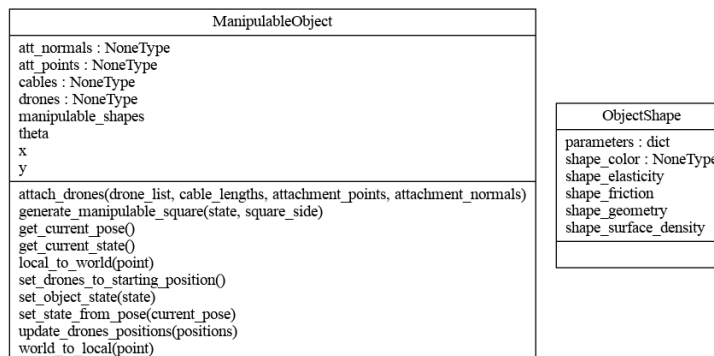 ManipulableObject
att_normals : NoneType
att_points : NoneType
cables : NoneType
drones : NoneType
manipulable_shapes
theta
x
y
attach_drones(drone_list, cable_lengths, attachment_points, attachment_normals)
generate_manipulable_square(state, square_side)
get_current_pose()
get_current_state()
local_to_world(point)
set_drones_to_starting_position()
set_object_state(state)
set_state_from_pose(current_pose)
update_drones_positions(positions)
world_to_local(point)
ObjectShape
parameters : dict
shape_color : NoneType
shape_elasticity
shape_friction
shape_geometry
shape_surface_density